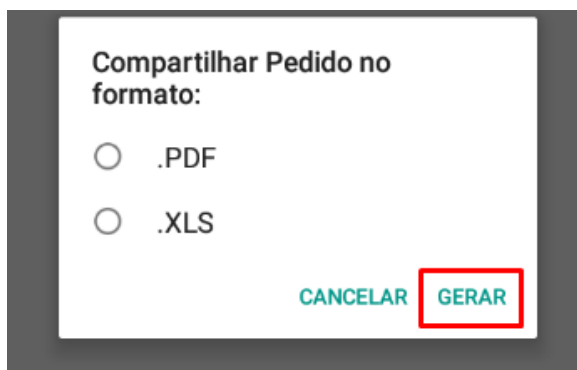 Compartilhar Pedido no
formato:
.PDF
.XLS
CANCELAR GERAR